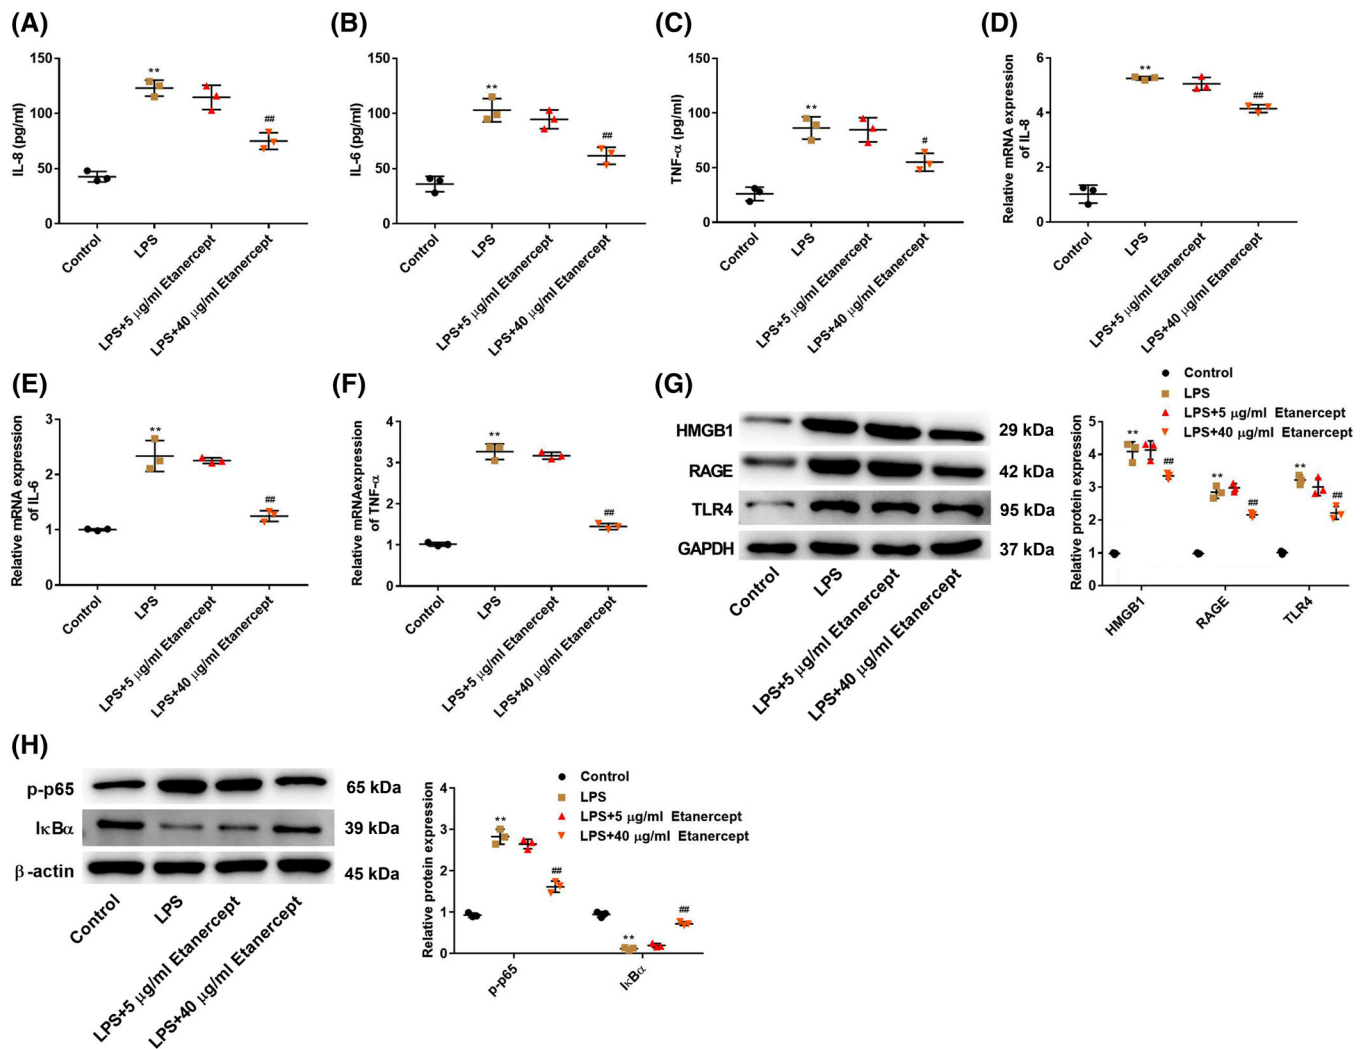 (A)
IL-8 (pg/ml)
150
100
50
0
**
##
Control
LPS
LPS+5 μg/ml Etanercept
LPS+40 μg/ml Etanercept
(B)
IL-6 (pg/ml)
150
100
50
0
**
##
Control
LPS
LPS+5 μg/ml Etanercept
LPS+40 μg/ml Etanercept
(C)
TNF-α (pg/ml)
150
100
50
0
**
#
Control
LPS
LPS+5 μg/ml Etanercept
LPS+40 μg/ml Etanercept
(D)
Relative mRNA expression
of IL-8
6
4
2
0
**
##
Control
LPS
LPS+5 μg/ml Etanercept
LPS+40 μg/ml Etanercept
(E)
Relative mRNA expression
of IL-6
3
2
1
0
**
##
Control
LPS
LPS+5 μg/ml Etanercept
LPS+40 μg/ml Etanercept
(F)
Relative mRNAexpression
of TNF-α
4
3
2
1
0
**
##
Control
LPS
LPS+5 μg/ml Etanercept
LPS+40 μg/ml Etanercept
(G)
HMGB1
29 kDa
RAGE
42 kDa
TLR4
95 kDa
GAPDH
37 kDa
Control
LPS
LPS+5 μg/ml Etanercept
LPS+40 μg/ml Etanercept
Control
LPS
LPS+5 μg/ml Etanercept
LPS+40 μg/ml Etanercept
Relative protein expression
5
4
3
2
1
0
**
##
**
##
**
##
HMGB1
RAGE
TLR4
(H)
p-p65
65 kDa
IκBα
39 kDa
β-actin
45 kDa
Control
LPS
LPS+5 μg/ml Etanercept
LPS+40 μg/ml Etanercept
Control
LPS
LPS+5 μg/ml Etanercept
LPS+40 μg/ml Etanercept
Relative protein expression
4
3
2
1
0
**
##
**
##
p-p65
IκBα